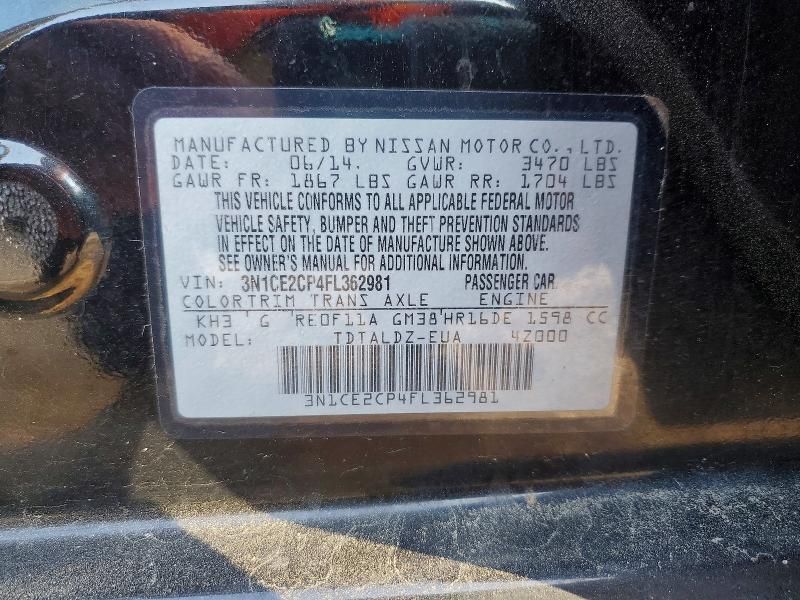 MANUFACTURED BY NISSAN MOTOR CO., LTD.
DATE: 06/14. GVWR: 3470 LBS
GAWR FR: 1867 LBS GAWR RR: 1704 LBS
THIS VEHICLE CONFORMS TO ALL APPLICABLE FEDERAL MOTOR
VEHICLE SAFETY, BUMPER AND THEFT PREVENTION STANDARDS
IN EFFECT ON THE DATE OF MANUFACTURE SHOWN ABOVE.
SEE OWNER'S MANUAL FOR ADDITIONAL INFORMATION.
VIN: 3N1CE2CP4FL362981 PASSENGER CAR
COLORTRIM TRANS AXLE ENGINE
KH3 G RE0F11A GM38 HR16DE 1598 CC
MODEL: TDTALDZ-EUA 4Z000
3N1CE2CP4FL362981